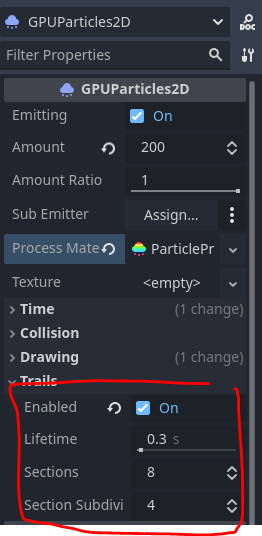 GPUParticles2D
DOC
Filter Properties
GPUParticles2D
Emitting On
Amount 200
Amount Ratio 1
Sub Emitter Assign...
Process Mate ParticlePr
Texture <empty>
Time (1 change)
Collision
Drawing (1 change)
Trails
Enabled On
Lifetime 0.3 s
Sections 8
Section Subdivi 4